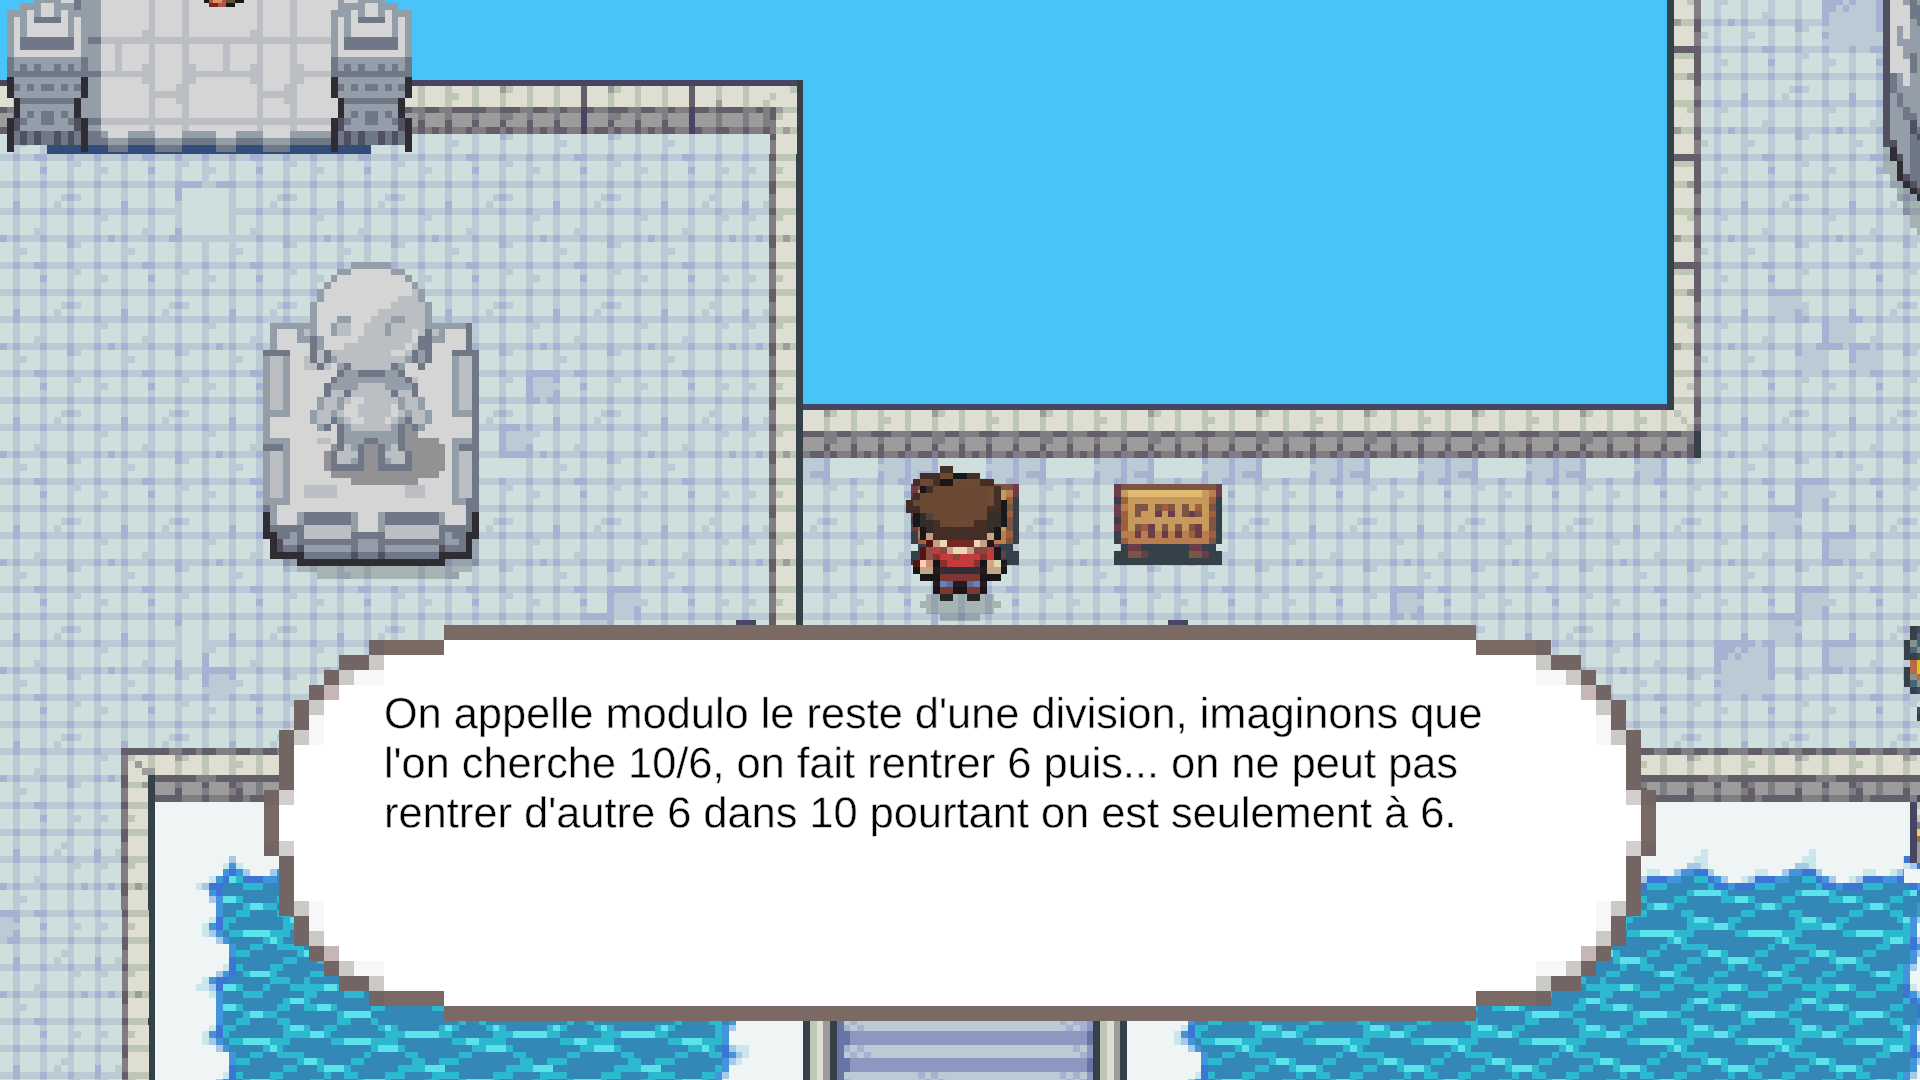 On appelle modulo le reste d'une division, imaginons que
l'on cherche 10/6, on fait rentrer 6 puis... on ne peut pas
rentrer d'autre 6 dans 10 pourtant on est seulement à 6.